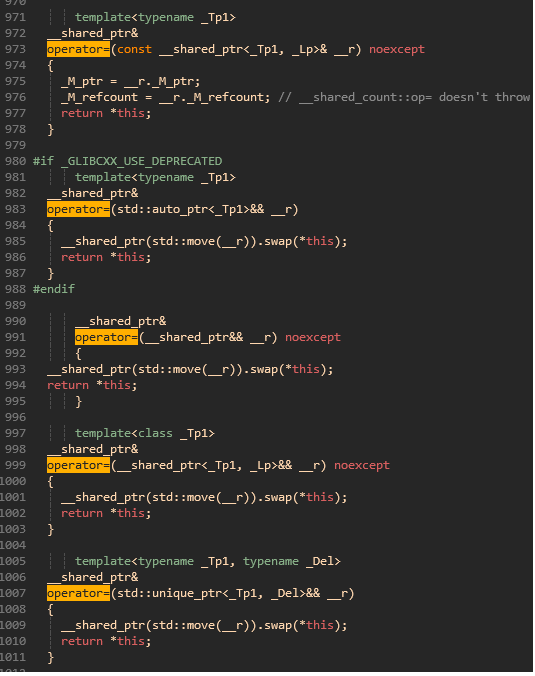 970
971 template<typename _Tp1>
972 __shared_ptr&
973 operator=(const __shared_ptr<_Tp1, _Lp>& __r) noexcept
974 {
975 _M_ptr = __r._M_ptr;
976 _M_refcount = __r._M_refcount; // __shared_count::op= doesn't throw
977 return *this;
978 }
979
980 #if _GLIBCXX_USE_DEPRECATED
981 template<typename _Tp1>
982 __shared_ptr&
983 operator=(std::auto_ptr<_Tp1>&& __r)
984 {
985 __shared_ptr(std::move(__r)).swap(*this);
986 return *this;
987 }
988 #endif
989
990 __shared_ptr&
991 operator=(__shared_ptr&& __r) noexcept
992 {
993 __shared_ptr(std::move(__r)).swap(*this);
994 return *this;
995 }
996
997 template<class _Tp1>
998 __shared_ptr&
999 operator=(__shared_ptr<_Tp1, _Lp>&& __r) noexcept
1000 {
1001 __shared_ptr(std::move(__r)).swap(*this);
1002 return *this;
1003 }
1004
1005 template<typename _Tp1, typename _Del>
1006 __shared_ptr&
1007 operator=(std::unique_ptr<_Tp1, _Del>&& __r)
1008 {
1009 __shared_ptr(std::move(__r)).swap(*this);
1010 return *this;
1011 }